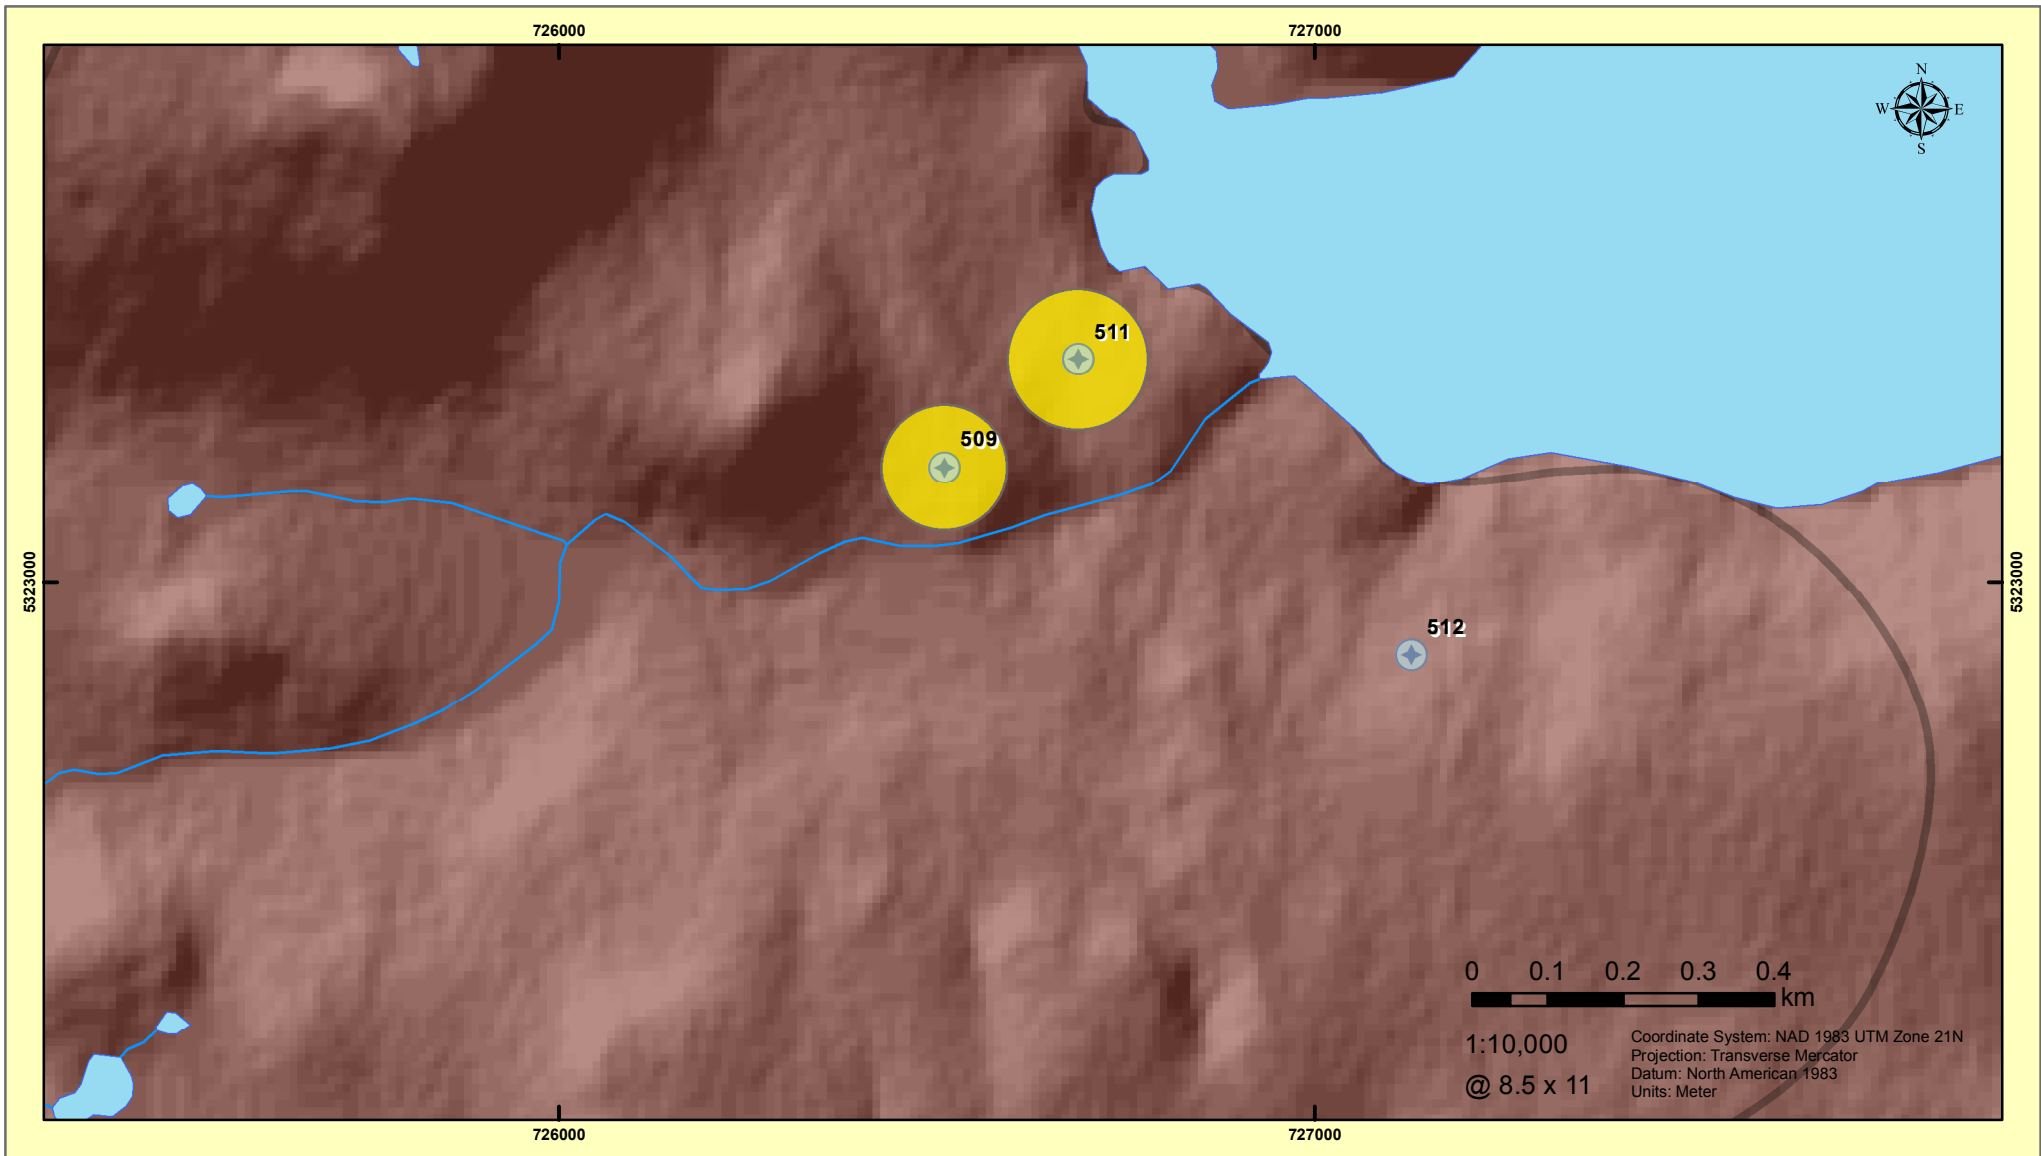 726000 727000
N
W E
S
511
509
5323000 5323000
512
0 0.1 0.2 0.3 0.4
km
1:10,000
@ 8.5 x 11
Coordinate System: NAD 1983 UTM Zone 21N
Projection: Transverse Mercator
Datum: North American 1983
Units: Meter
726000 727000